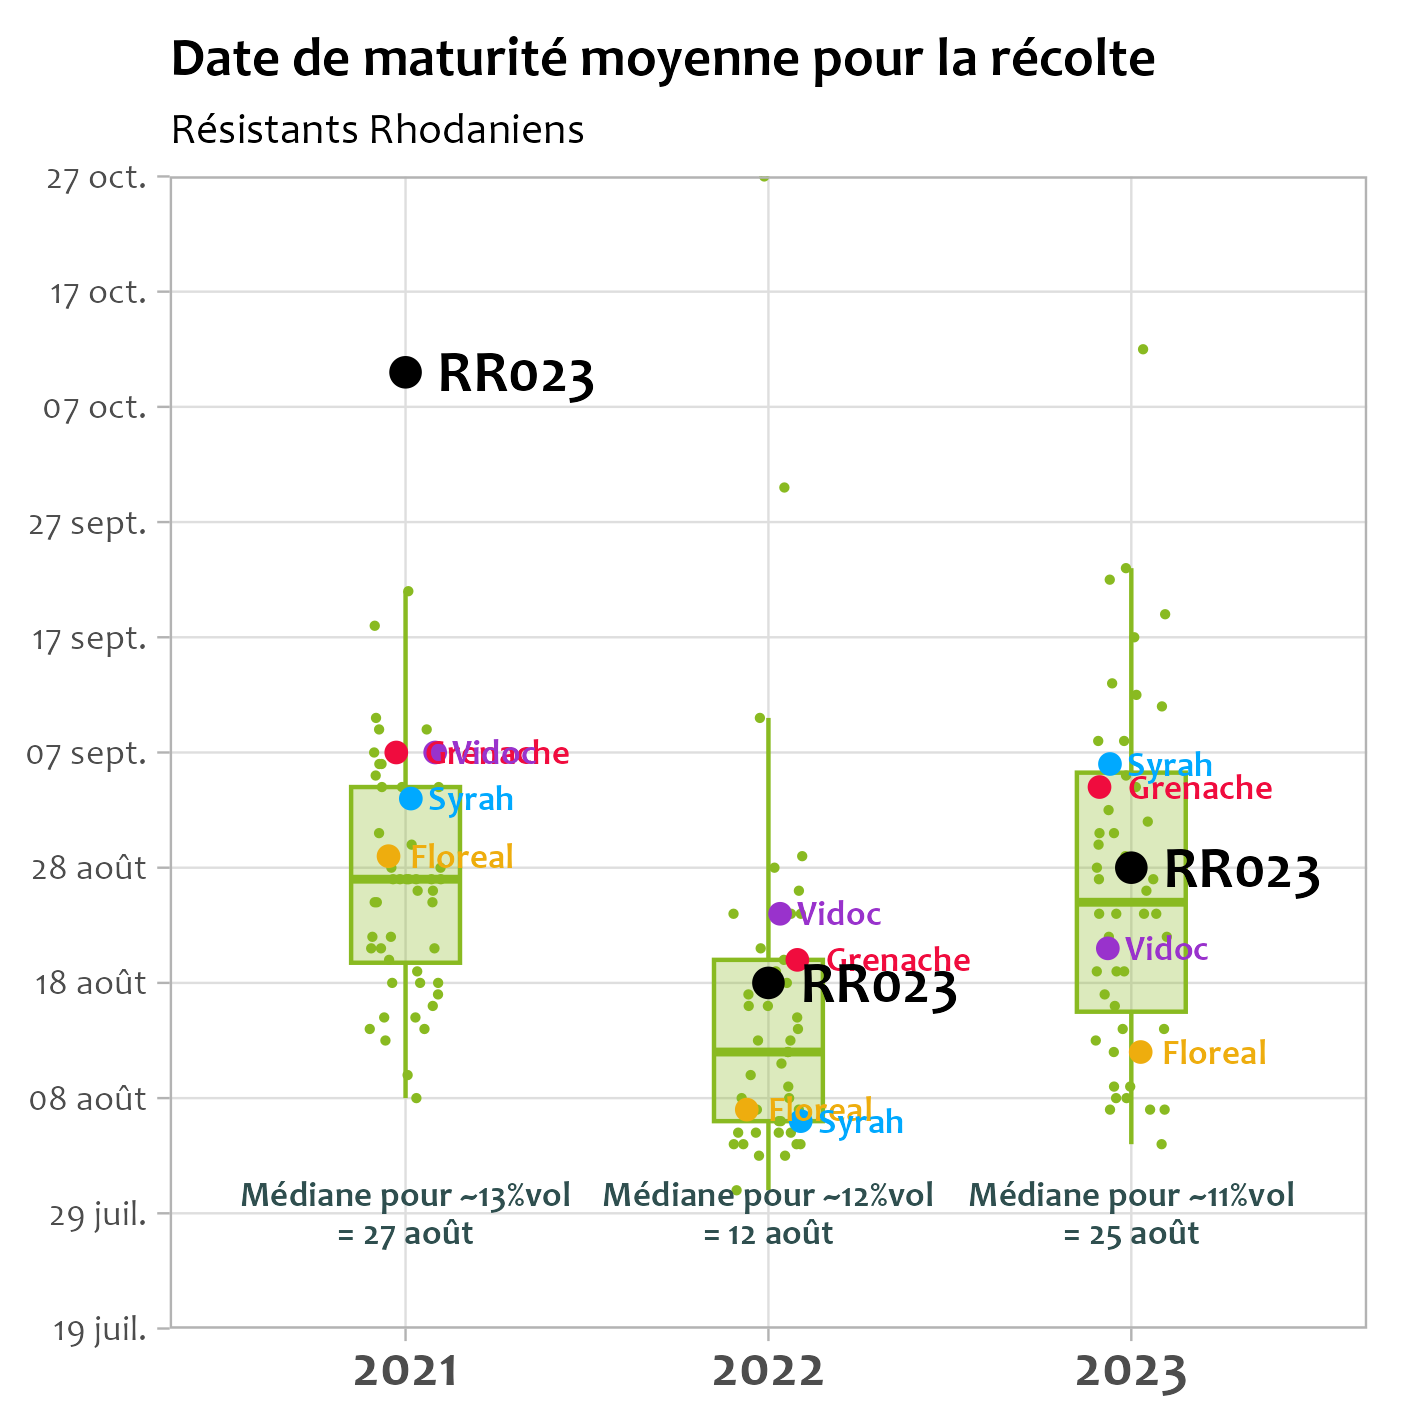 Date de maturité moyenne pour la récolte
Résistants Rhodaniens
27 oct.
17 oct.
07 oct.
27 sept.
17 sept.
07 sept.
28 août
18 août
08 août
29 juil.
19 juil.
RR023
Grenache
Vidoc
Syrah
Floreal
Médiane pour ~13%vol
= 27 août
Vidoc
Grenache
RR023
Floreal
Syrah
Médiane pour ~12%vol
= 12 août
Syrah
Grenache
RR023
Vidoc
Floreal
Médiane pour ~11%vol
= 25 août
2021
2022
2023